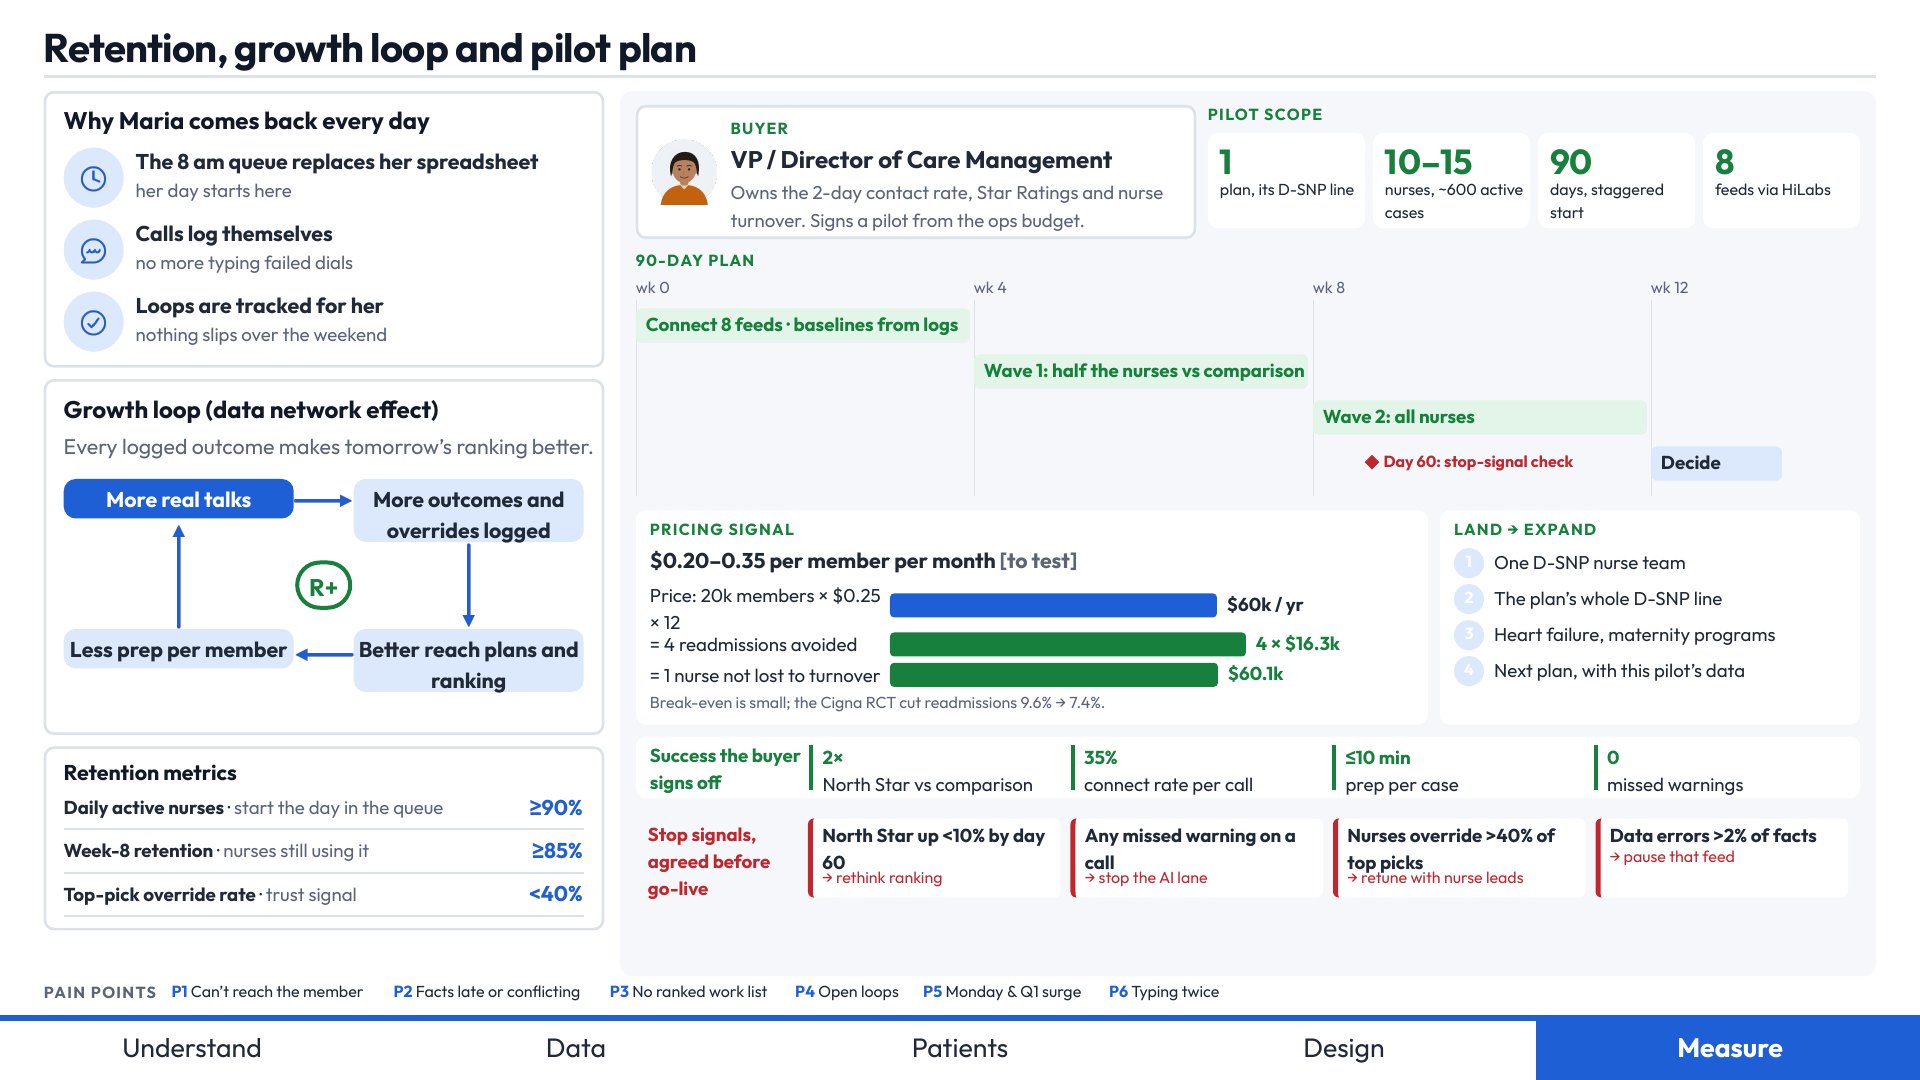 Retention, growth loop and pilot plan
Why Maria comes back every day
The 8 am queue replaces her spreadsheet
her day starts here
Calls log themselves
no more typing failed dials
Loops are tracked for her
nothing slips over the weekend
Growth loop (data network effect)
Every logged outcome makes tomorrow's ranking better.
More real talks
More outcomes and
overrides logged
R+
Less prep per member
Better reach plans and
ranking
Retention metrics
Daily active nurses · start the day in the queue ≥90%
Week-8 retention · nurses still using it ≥85%
Top-pick override rate · trust signal <40%
BUYER
VP / Director of Care Management
Owns the 2-day contact rate, Star Ratings and nurse
turnover. Signs a pilot from the ops budget.
PILOT SCOPE
1
plan, its D-SNP line
10–15
nurses, ~600 active
cases
90
days, staggered
start
8
feeds via HiLabs
90-DAY PLAN
wk 0 wk 4 wk 8 wk 12
Connect 8 feeds · baselines from logs
Wave 1: half the nurses vs comparison
Wave 2: all nurses
◆ Day 60: stop-signal check
Decide
PRICING SIGNAL
$0.20–0.35 per member per month [to test]
Price: 20k members × $0.25
× 12
$60k / yr
= 4 readmissions avoided 4 × $16.3k
= 1 nurse not lost to turnover $60.1k
Break-even is small; the Cigna RCT cut readmissions 9.6% → 7.4%.
LAND → EXPAND
1 One D-SNP nurse team
2 The plan's whole D-SNP line
3 Heart failure, maternity programs
4 Next plan, with this pilot's data
Success the buyer
signs off
2×
North Star vs comparison
35%
connect rate per call
≤10 min
prep per case
0
missed warnings
Stop signals,
agreed before
go-live
North Star up <10% by day
60
→ rethink ranking
Any missed warning on a
call
→ stop the AI lane
Nurses override >40% of
top picks
→ retune with nurse leads
Data errors >2% of facts
→ pause that feed
PAIN POINTS P1 Can't reach the member P2 Facts late or conflicting P3 No ranked work list P4 Open loops P5 Monday & Q1 surge P6 Typing twice
Understand Data Patients Design Measure